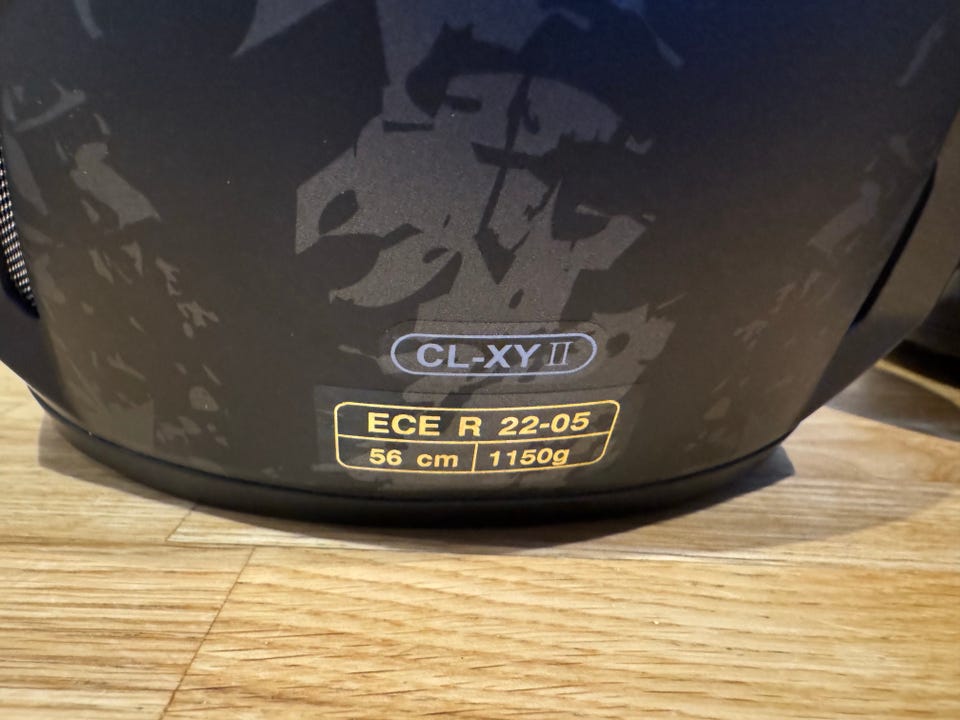 CL-XY II
ECE R 22-05
56 cm 1150g